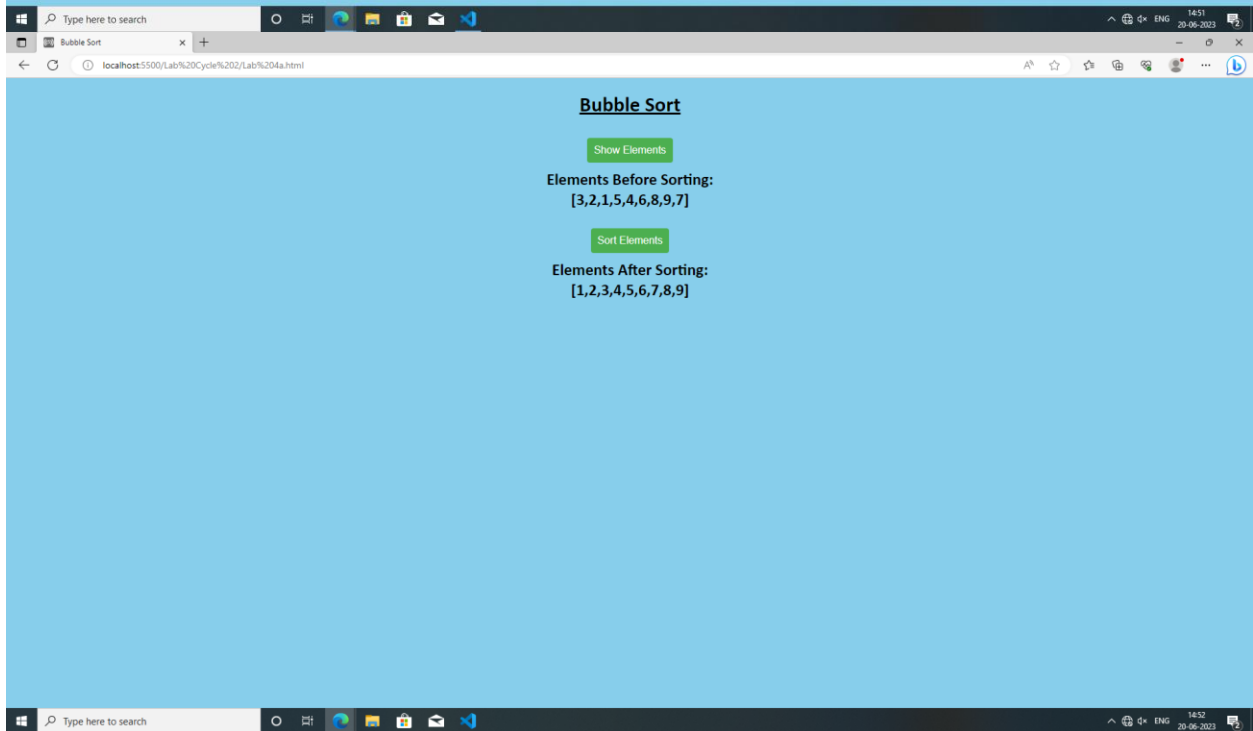 Type here to search
ENG
14:51
20-06-2023
2
Bubble Sort
localhost:5500/Lab%20Cycle%202/Lab%204a.html
Bubble Sort
Show Elements
Elements Before Sorting:
[3,2,1,5,4,6,8,9,7]
Sort Elements
Elements After Sorting:
[1,2,3,4,5,6,7,8,9]
Type here to search
ENG
14:52
20-06-2023
2